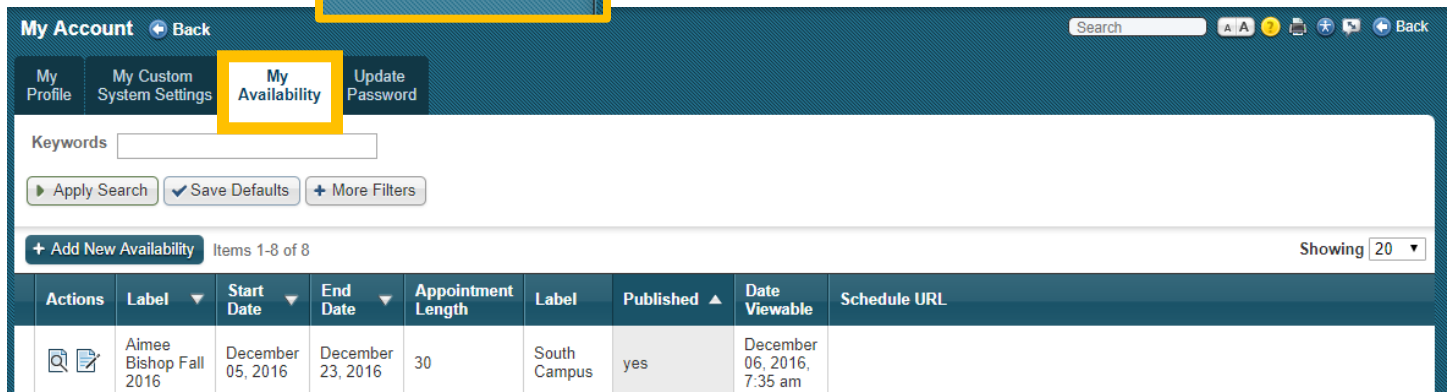 My Account Back
Search A A ? Back
My Profile
My Custom System Settings
My Availability
Update Password
Keywords
Apply Search Save Defaults + More Filters
+ Add New Availability Items 1-8 of 8 Showing 20
Actions Label Start Date End Date Appointment Length Label Published Date Viewable Schedule URL
Aimee Bishop Fall 2016 December 05, 2016 December 23, 2016 30 South Campus yes December 06, 2016, 7:35 am